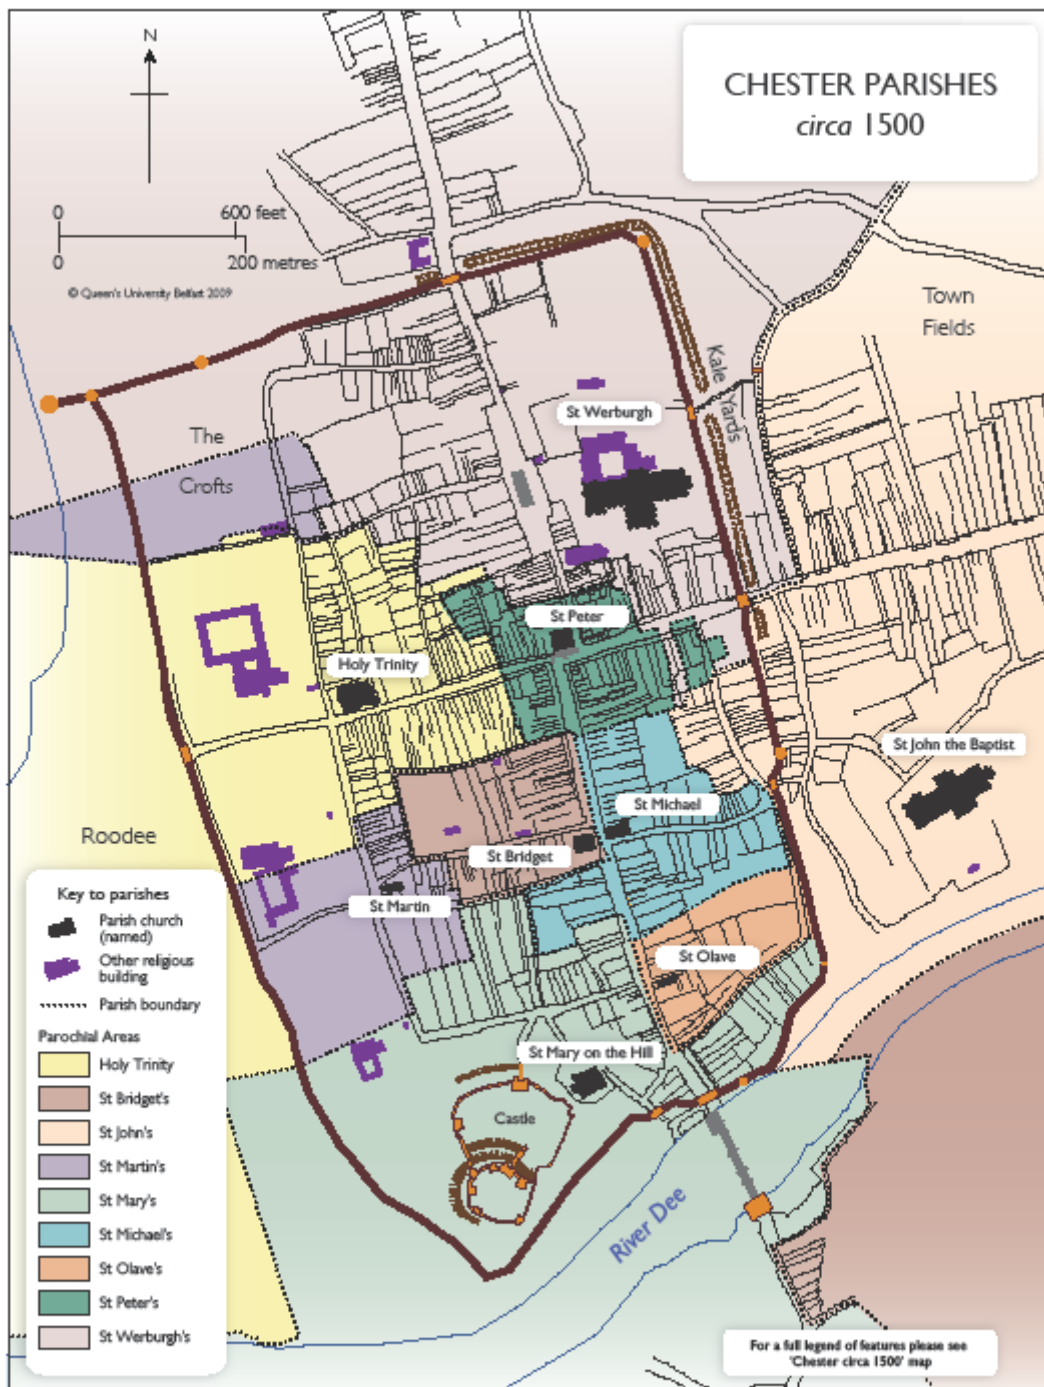 CHESTER PARISHES
circa 1500
N
0 600 feet
0 200 metres
© Queen's University Belfast 2009
Town
Fields
Kale Yards
St Werburgh
The
Crofts
St Peter
Holy Trinity
St John the Baptist
St Michael
Roodee
St Bridget
St Martin
St Olave
St Mary on the Hill
Castle
River Dee
Key to parishes
Parish church
(named)
Other religious
building
Parish boundary
Parochial Areas
Holy Trinity
St Bridget's
St John's
St Martin's
St Mary's
St Michael's
St Olave's
St Peter's
St Werburgh's
For a full legend of features please see
'Chester circa 1500' map